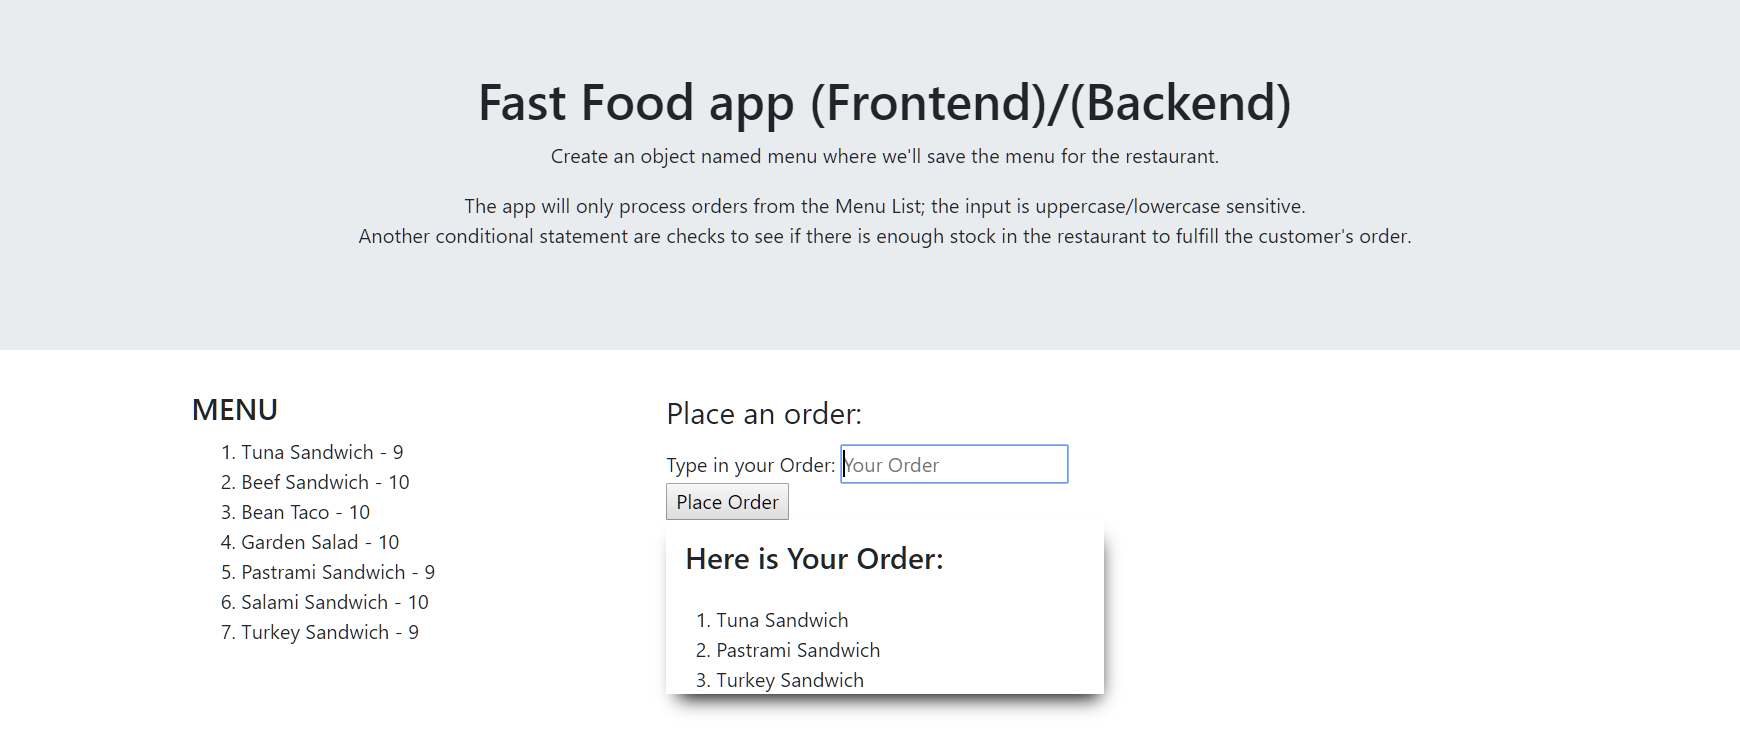 Fast Food app (Frontend)/(Backend)
Create an object named menu where we'll save the menu for the restaurant.
The app will only process orders from the Menu List; the input is uppercase/lowercase sensitive.
Another conditional statement are checks to see if there is enough stock in the restaurant to fulfill the customer's order.
MENU
1. Tuna Sandwich - 9
2. Beef Sandwich - 10
3. Bean Taco - 10
4. Garden Salad - 10
5. Pastrami Sandwich - 9
6. Salami Sandwich - 10
7. Turkey Sandwich - 9
Place an order:
Type in your Order: Your Order
Place Order
Here is Your Order:
1. Tuna Sandwich
2. Pastrami Sandwich
3. Turkey Sandwich